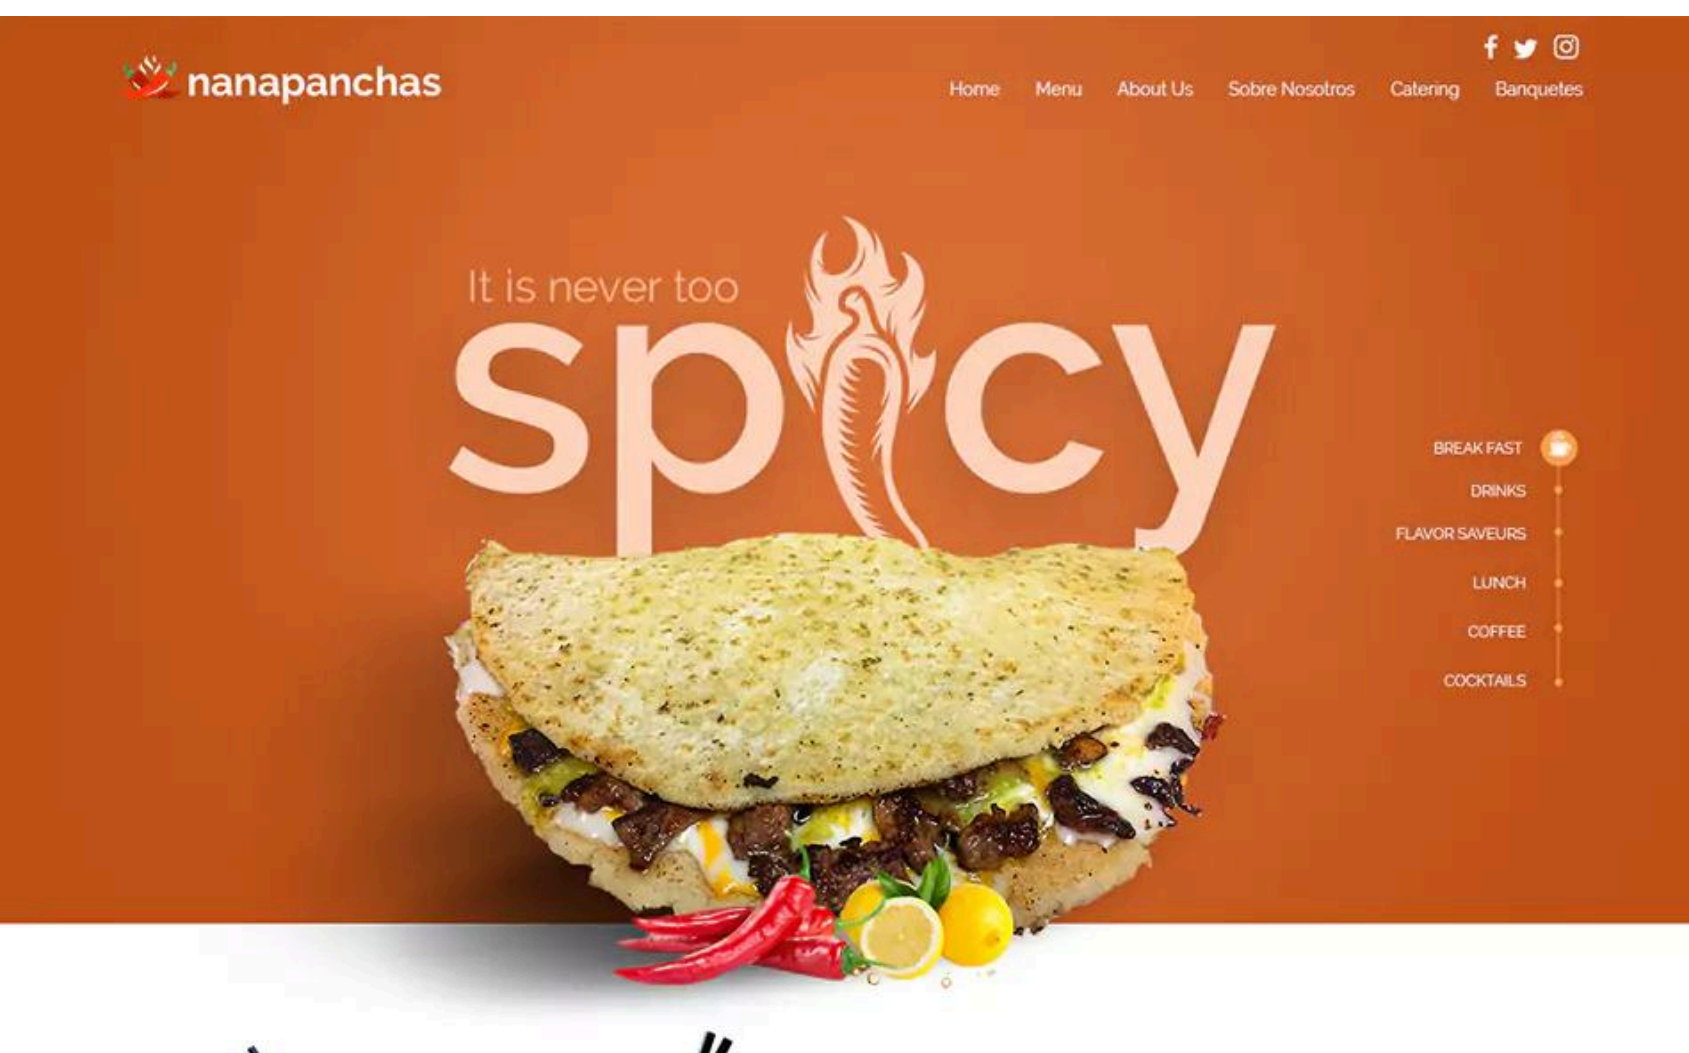 nanapanchas
Home Menu About Us Sobre Nosotros Catering Banquetes
It is never too
spicy
BREAK FAST
DRINKS
FLAVOR SAVEURS
LUNCH
COFFEE
COCKTAILS